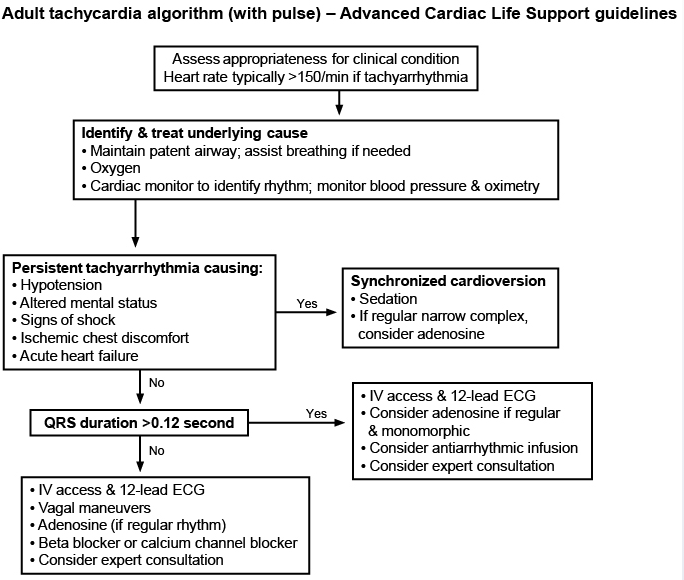 Adult tachycardia algorithm (with pulse) – Advanced Cardiac Life Support guidelines
Assess appropriateness for clinical condition
Heart rate typically >150/min if tachyarrhythmia
Identify & treat underlying cause
• Maintain patent airway; assist breathing if needed
• Oxygen
• Cardiac monitor to identify rhythm; monitor blood pressure & oximetry
Persistent tachyarrhythmia causing:
• Hypotension
• Altered mental status
• Signs of shock
• Ischemic chest discomfort
• Acute heart failure
Yes
Synchronized cardioversion
• Sedation
• If regular narrow complex,
consider adenosine
No
QRS duration >0.12 second
Yes
• IV access & 12-lead ECG
• Consider adenosine if regular
& monomorphic
• Consider antiarrhythmic infusion
• Consider expert consultation
No
• IV access & 12-lead ECG
• Vagal maneuvers
• Adenosine (if regular rhythm)
• Beta blocker or calcium channel blocker
• Consider expert consultation